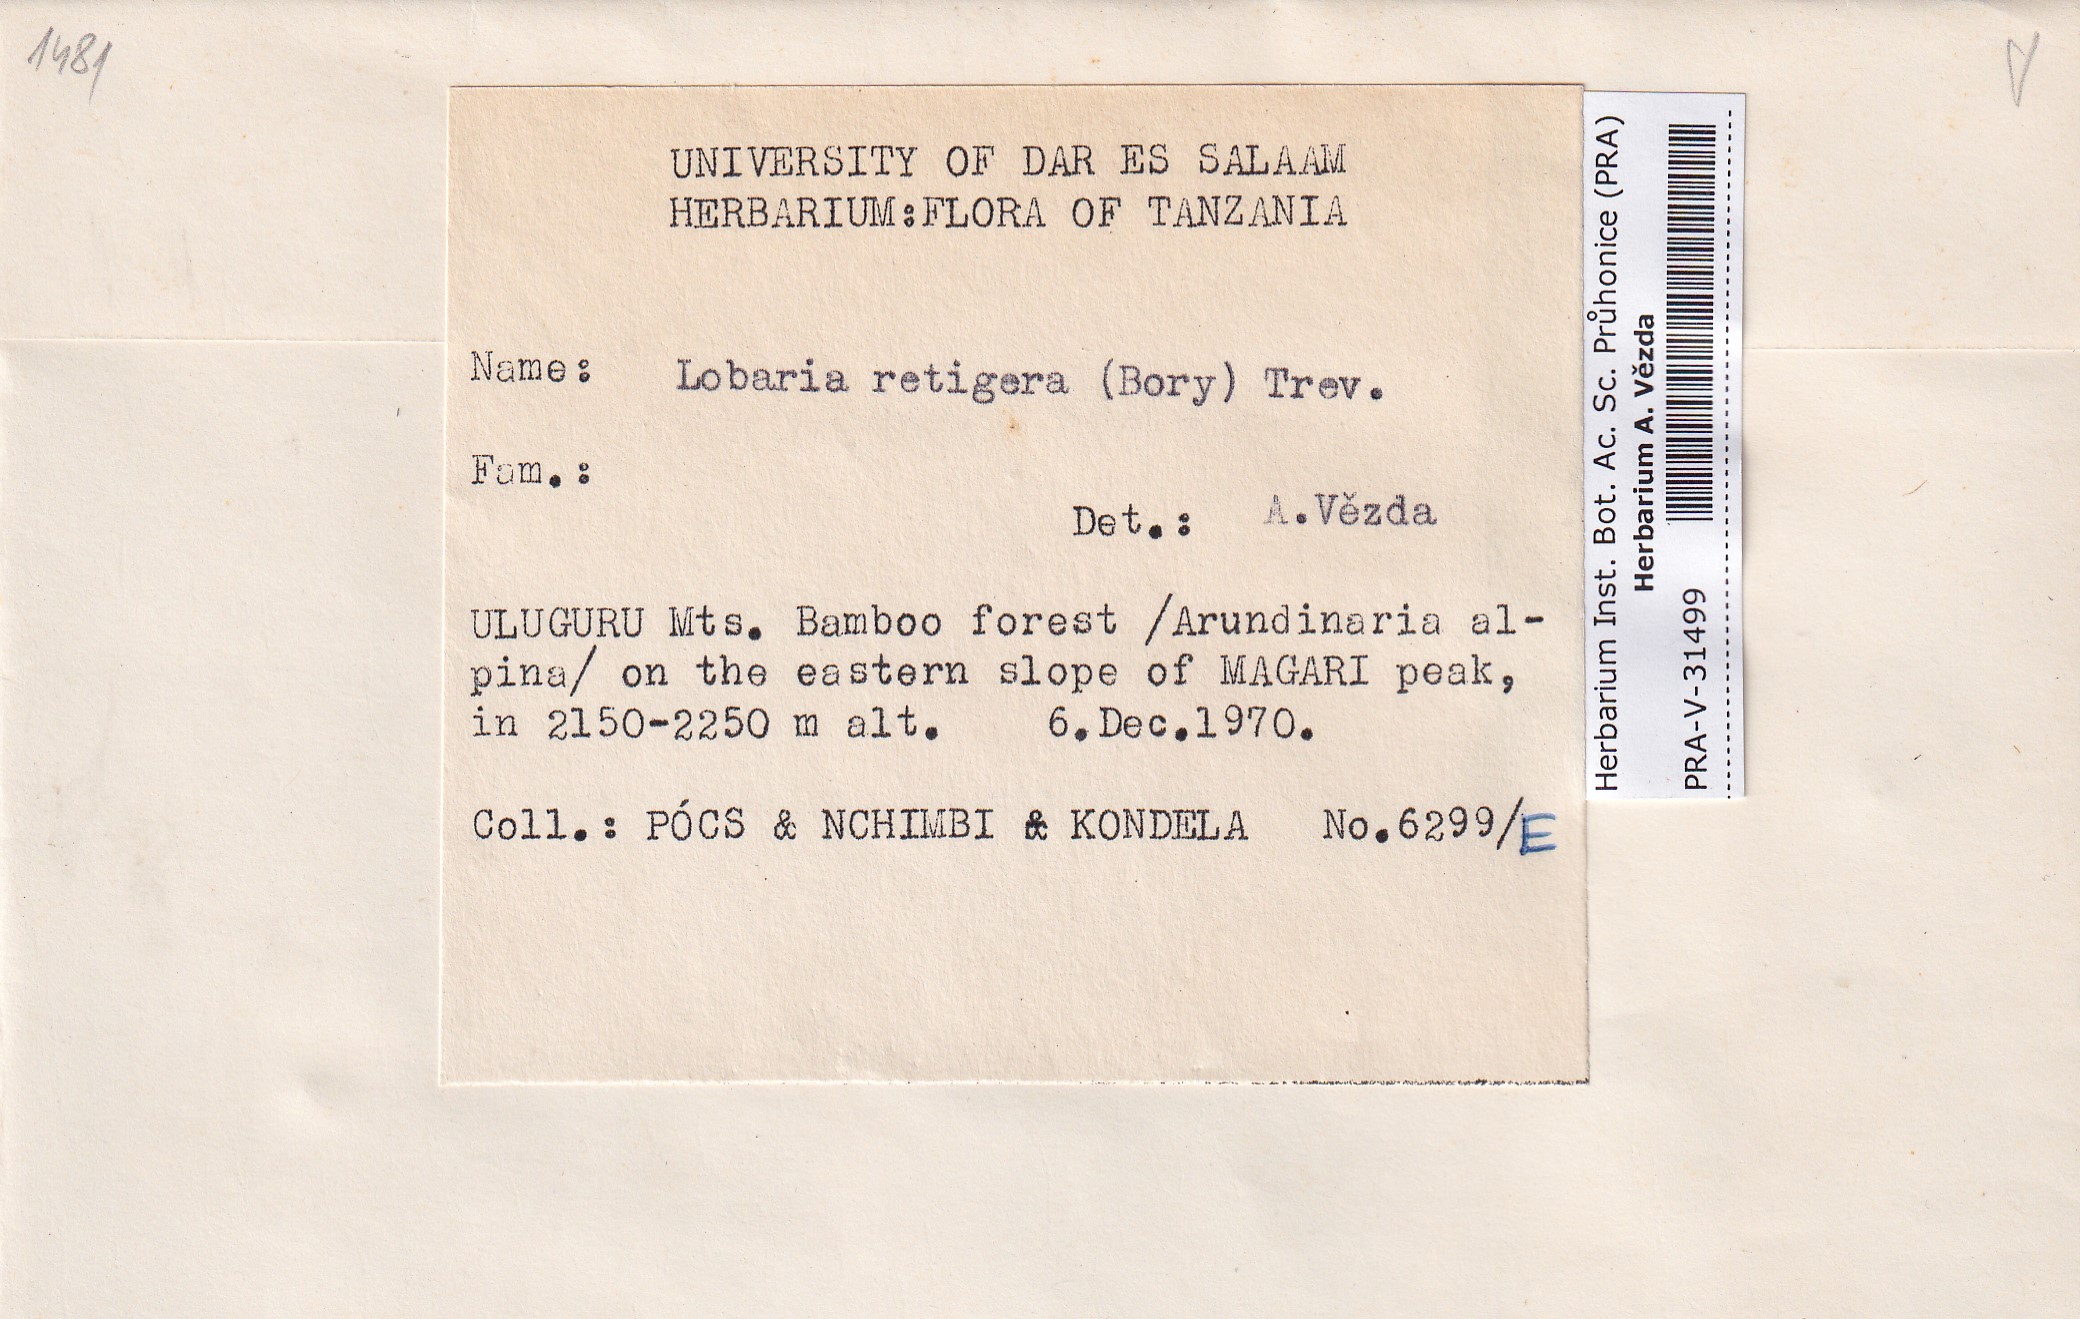 1481
UNIVERSITY OF DAR ES SALAAM
HERBARIUM:FLORA OF TANZANIA
Name: Lobaria retigera (Bory) Trev.
Fam.:
Det.: A.Vězda
ULUGURU Mts. Bamboo forest /Arundinaria al-
pina/ on the eastern slope of MAGARI peak,
in 2150-2250 m alt. 6.Dec.1970.
Coll.: PÓCS & NCHIMBI & KONDELA No.6299/E
Herbarium Inst. Bot. Ac. Sc. Průhonice (PRA)
Herbarium A. Vězda
PRA-V-31499